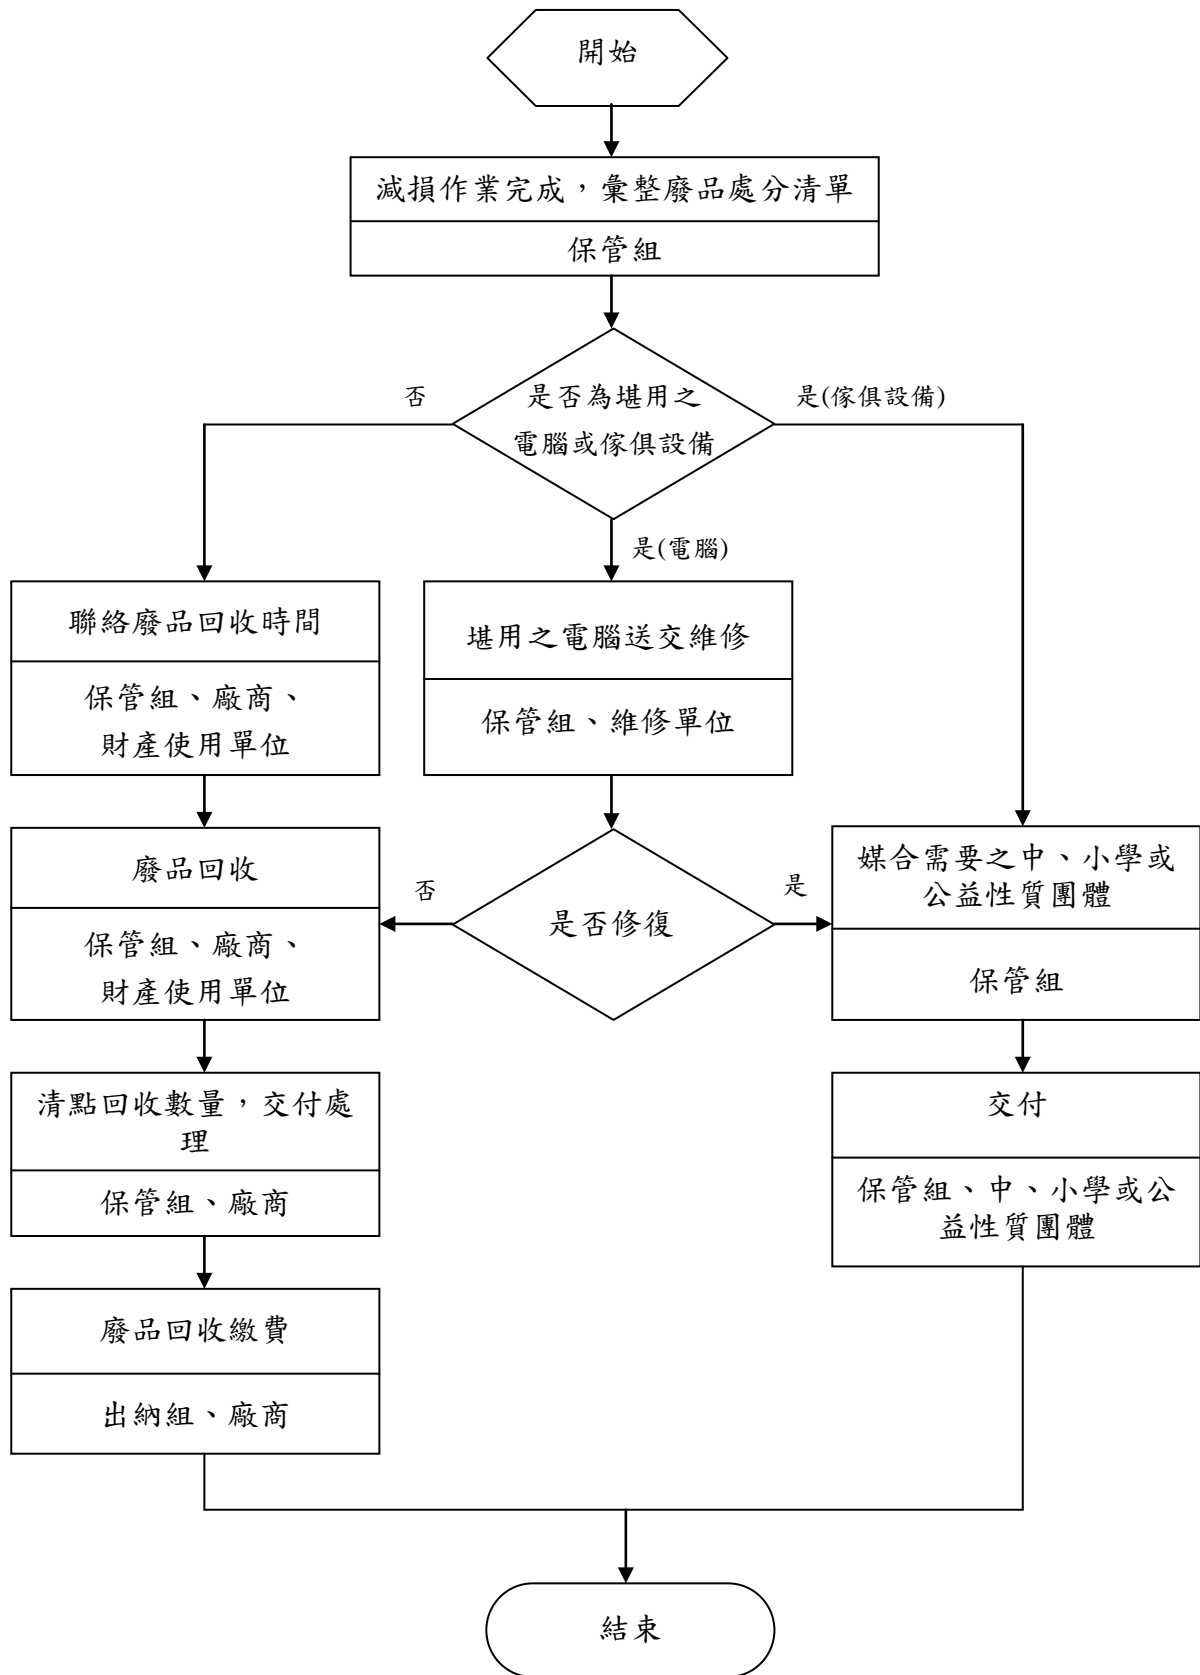 開始
減損作業完成，彙整廢品處分清單
保管組
否
是否為堪用之
電腦或傢俱設備
是(傢俱設備)
是(電腦)
聯絡廢品回收時間
保管組、廠商、
財產使用單位
堪用之電腦送交維修
保管組、維修單位
廢品回收
保管組、廠商、
財產使用單位
否
是否修復
是
媒合需要之中、小學或
公益性質團體
保管組
清點回收數量，交付處
理
保管組、廠商
交付
保管組、中、小學或公
益性質團體
廢品回收繳費
出納組、廠商
結束